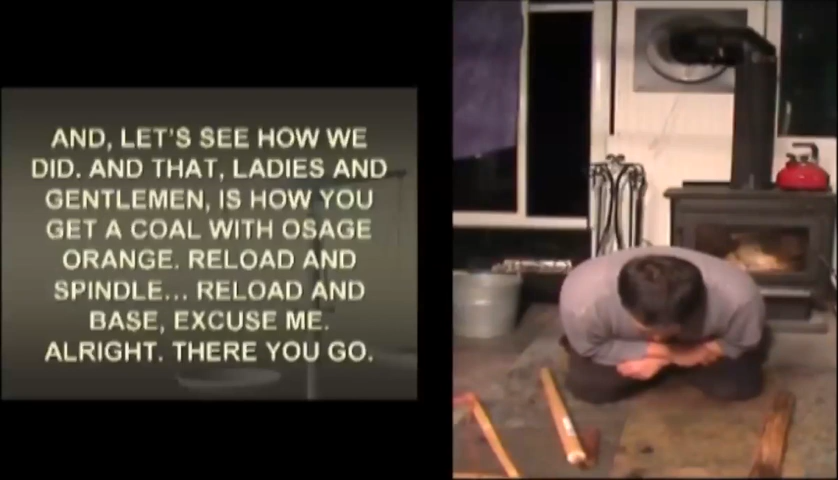 AND, LET'S SEE HOW WE
DID. AND THAT, LADIES AND
GENTLEMEN, IS HOW YOU
GET A COAL WITH OSAGE
ORANGE. RELOAD AND
SPINDLE... RELOAD AND
BASE, EXCUSE ME.
ALRIGHT. THERE YOU GO.